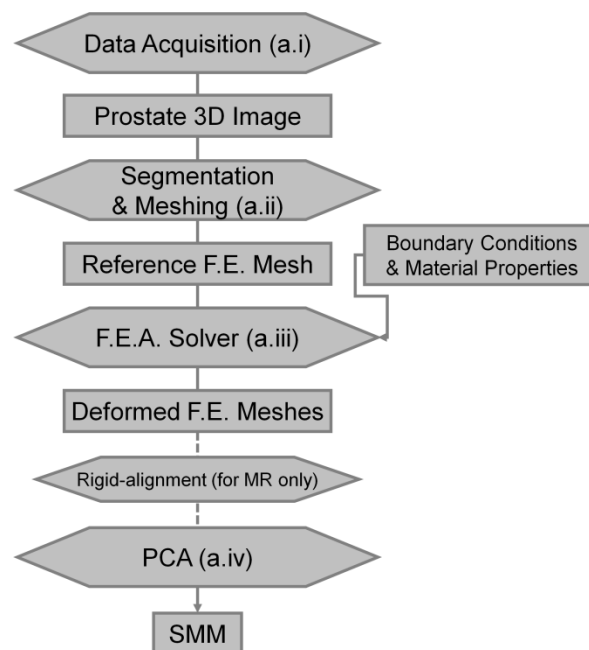 Data Acquisition (a.i)
Prostate 3D Image
Segmentation
& Meshing (a.ii)
Reference F.E. Mesh
Boundary Conditions
& Material Properties
F.E.A. Solver (a.iii)
Deformed F.E. Meshes
Rigid-alignment (for MR only)
PCA (a.iv)
SMM